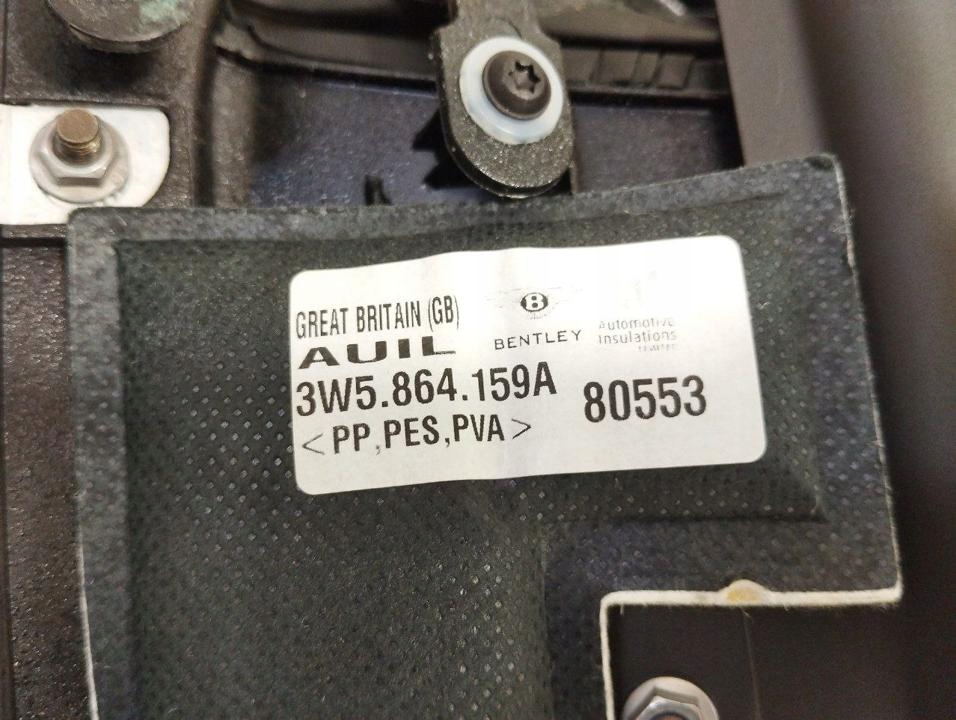 GREAT BRITAIN (GB)
AUIL
B
BENTLEY
Automotive
Insulations
3W5.864.159A
80553
<PP,PES,PVA>